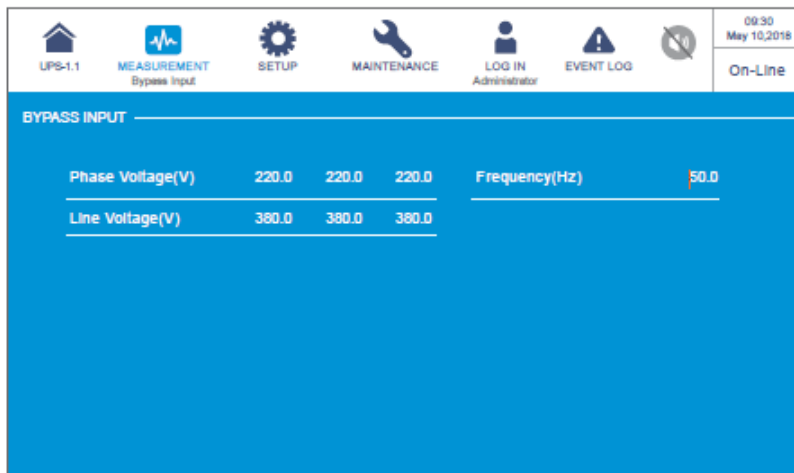 09:30
May 10,2018
UPS-1.1 MEASUREMENT SETUP MAINTENANCE LOG IN EVENT LOG
Bypass Input Administrator
On-Line
BYPASS INPUT
Phase Voltage(V) 220.0 220.0 220.0 Frequency(Hz) 50.0
Line Voltage(V) 380.0 380.0 380.0